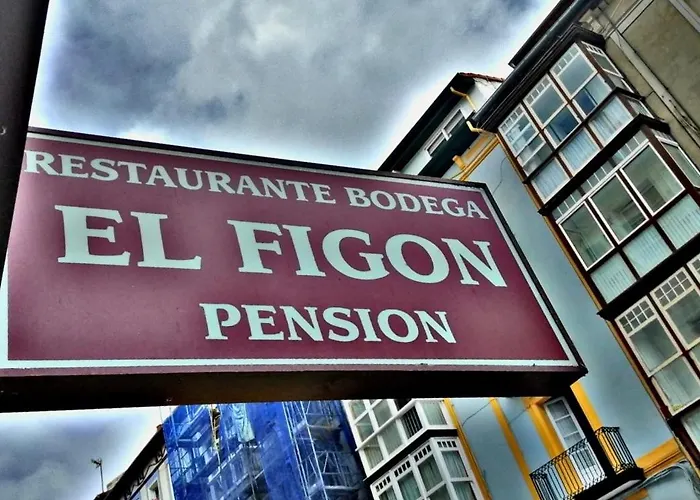 RESTAURANTE BODEGA
EL FIGON
PENSION